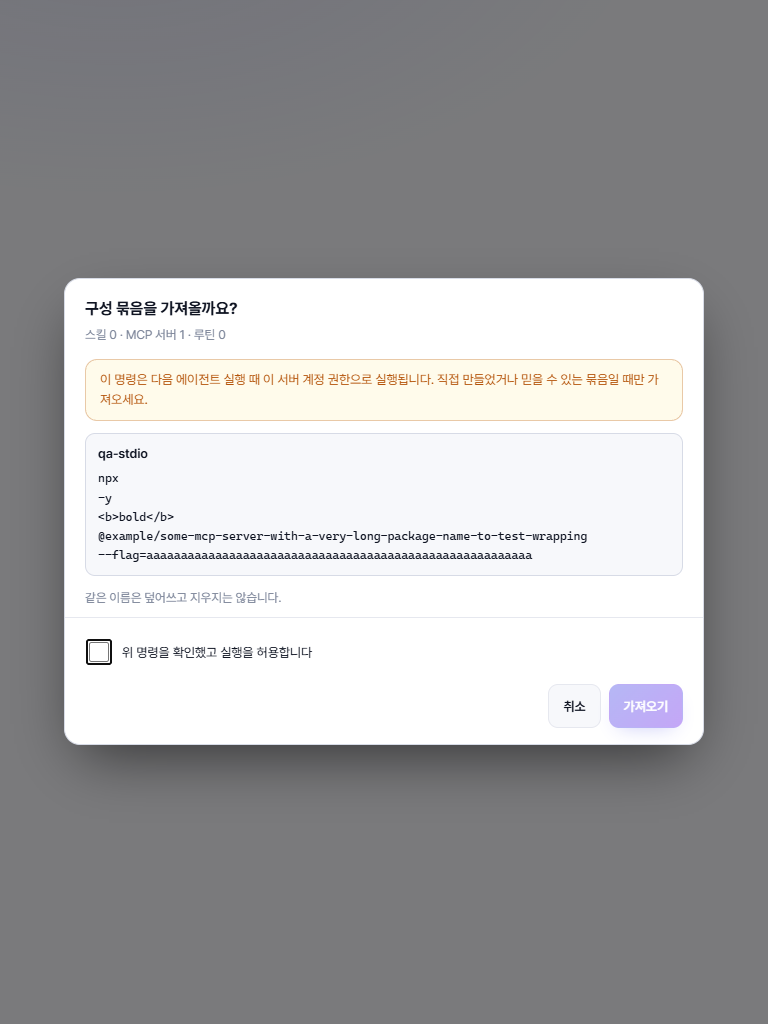 구성 묶음을 가져올까요?
스킬 0 · MCP 서버 1 · 루틴 0
이 명령은 다음 에이전트 실행 때 이 서버 계정 권한으로 실행됩니다. 직접 만들었거나 믿을 수 있는 묶음일 때만 가
져오세요.
qa-stdio
npx
-y
<b>bold</b>
@example/some-mcp-server-with-a-very-long-package-name-to-test-wrapping
--flag=aaaaaaaaaaaaaaaaaaaaaaaaaaaaaaaaaaaaaaaaaaaaaaaaaaaaaaaa
같은 이름은 덮어쓰고 지우지는 않습니다.
위 명령을 확인했고 실행을 허용합니다
취소
가져오기